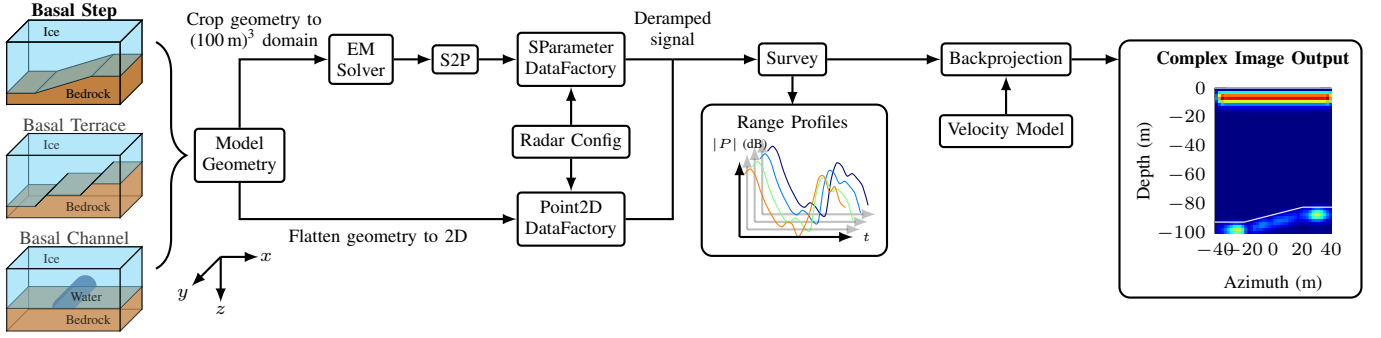 Basal Step
Ice
Bedrock
Basal Terrace
Ice
Bedrock
Basal Channel
Ice
Water
Bedrock
Model
Geometry
Crop geometry to
(100 m)³ domain
Flatten geometry to 2D
x
y
z
EM
Solver
S2P
SParameter
DataFactory
Radar Config
Point2D
DataFactory
Deramped
signal
Survey
Range Profiles
|P| (dB)
t
Backprojection
Velocity Model
Complex Image Output
0
−20
−40
−60
−80
−100
Depth (m)
−40 −20 0 20 40
Azimuth (m)